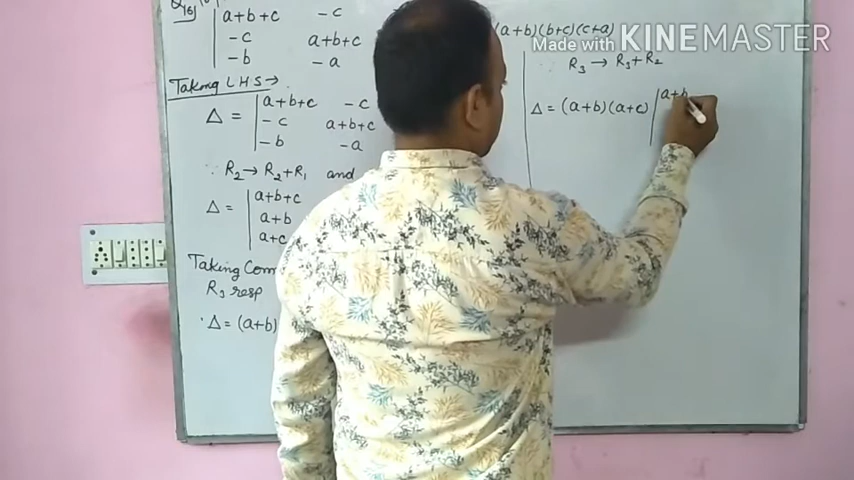 Q16)
a+b+c -c
-c a+b+c
-b -a
(a+b)(b+c)(c+a)
Taking LHS →
Δ = a+b+c -c
-c a+b+c
-b -a
∵ R₂ → R₂+R₁ and
Δ = a+b+c
a+b
a+c
Taking Com
R₃ resp
∴ Δ = (a+b)
∵ R₃ → R₃+R₂
Δ = (a+b)(a+c) | a+b
Made with KINEMASTER